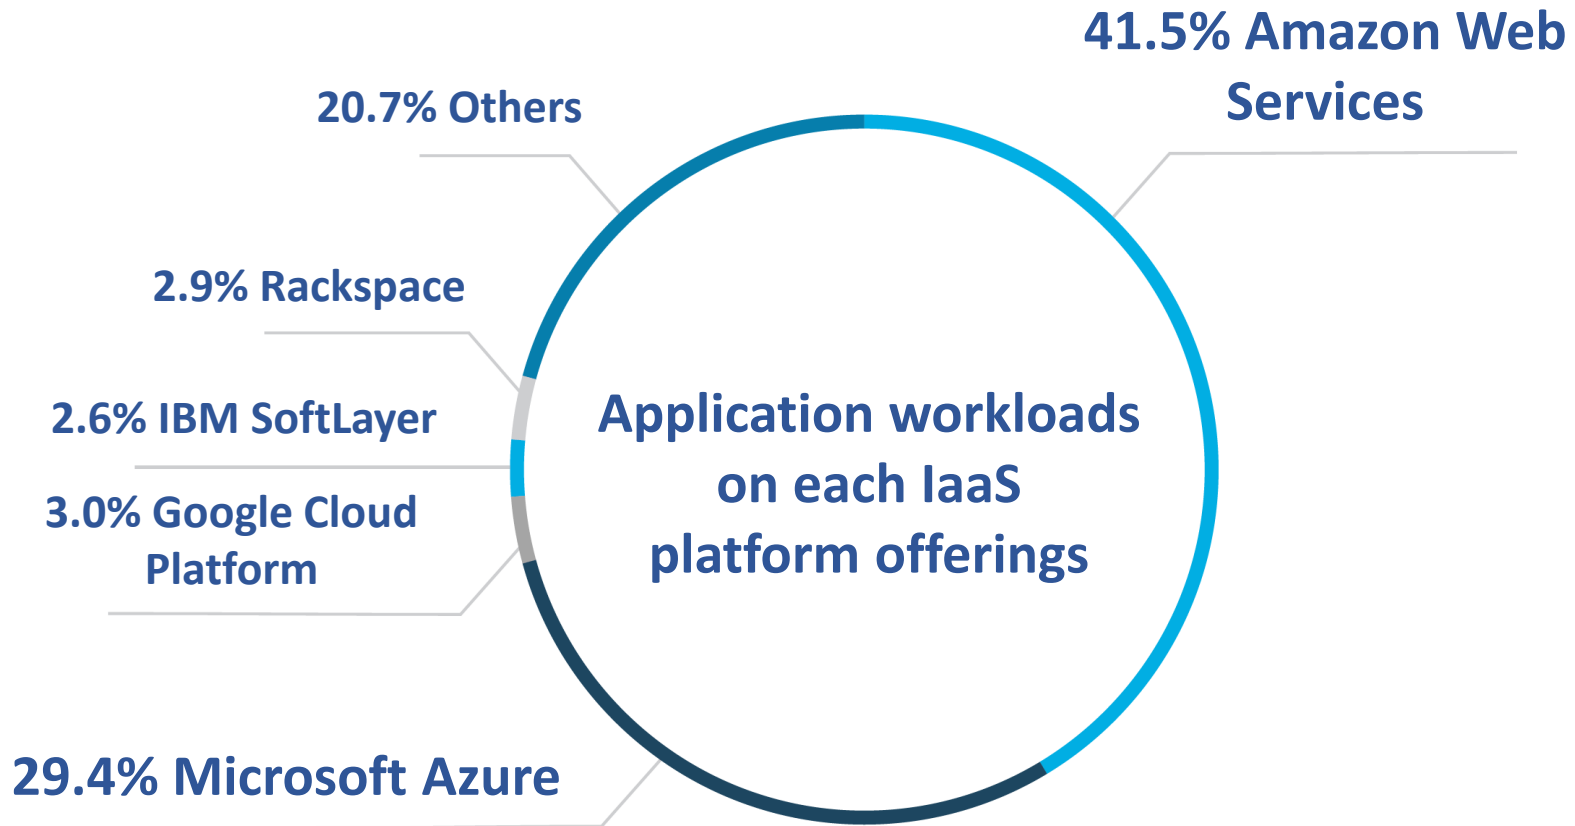 41.5% Amazon Web
Services
20.7% Others
2.9% Rackspace
2.6% IBM SoftLayer
3.0% Google Cloud
Platform
29.4% Microsoft Azure
Application workloads
on each IaaS
platform offerings